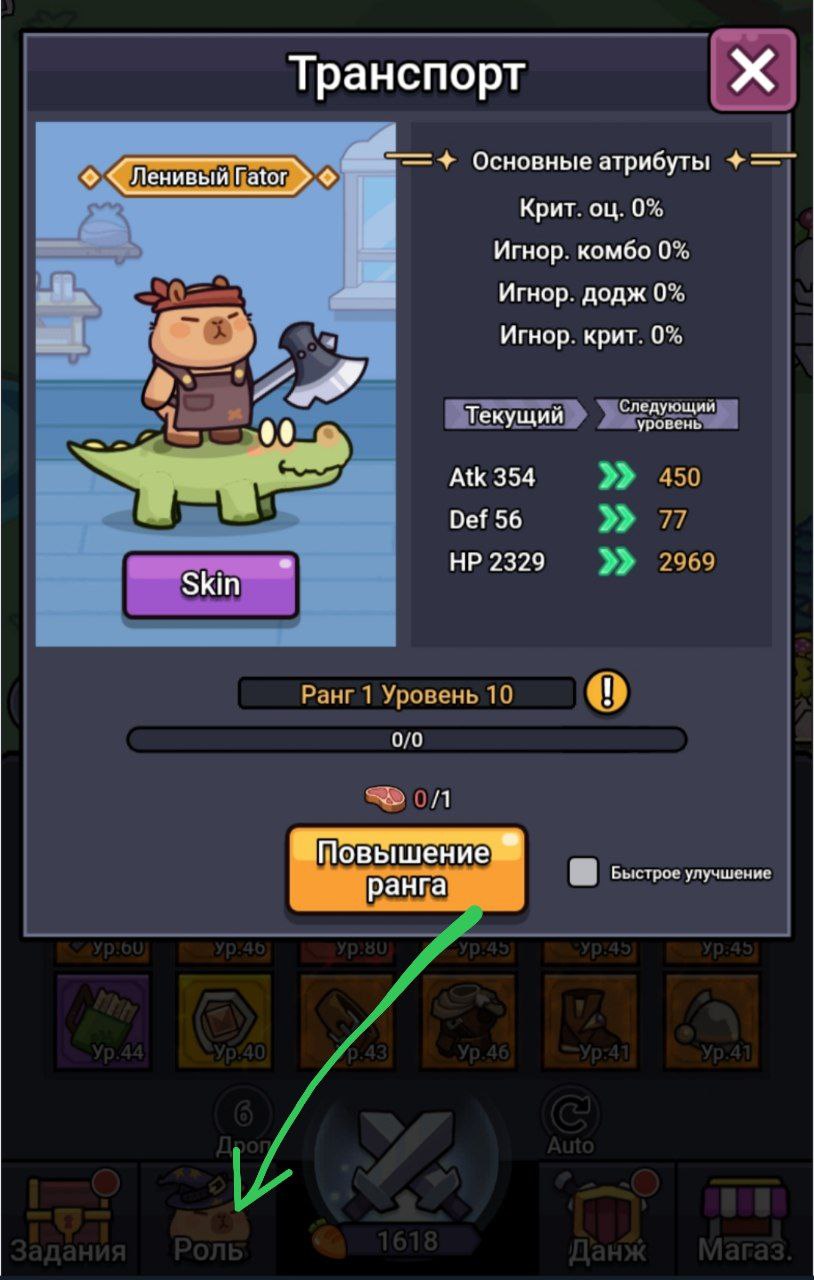 Транспорт
Ленивый Gator
Основные атрибуты
Крит. оц. 0%
Игнор. комбо 0%
Игнор. додж 0%
Игнор. крит. 0%
Текущий
Следующий
уровень
Atk 354
450
Def 56
77
HP 2329
2969
Skin
Ранг 1 Уровень 10
!
0/0
0/1
Повышение
ранга
Быстрое улучшение
Ур.60 Ур.46 Ур.80 Ур.45 Ур.45 Ур.45
Ур.44 Ур.40 р.43 Ур.46 Ур.41 Ур.41
6
Дроп
Auto
Задания
Роль
1618
Данж
Магаз.